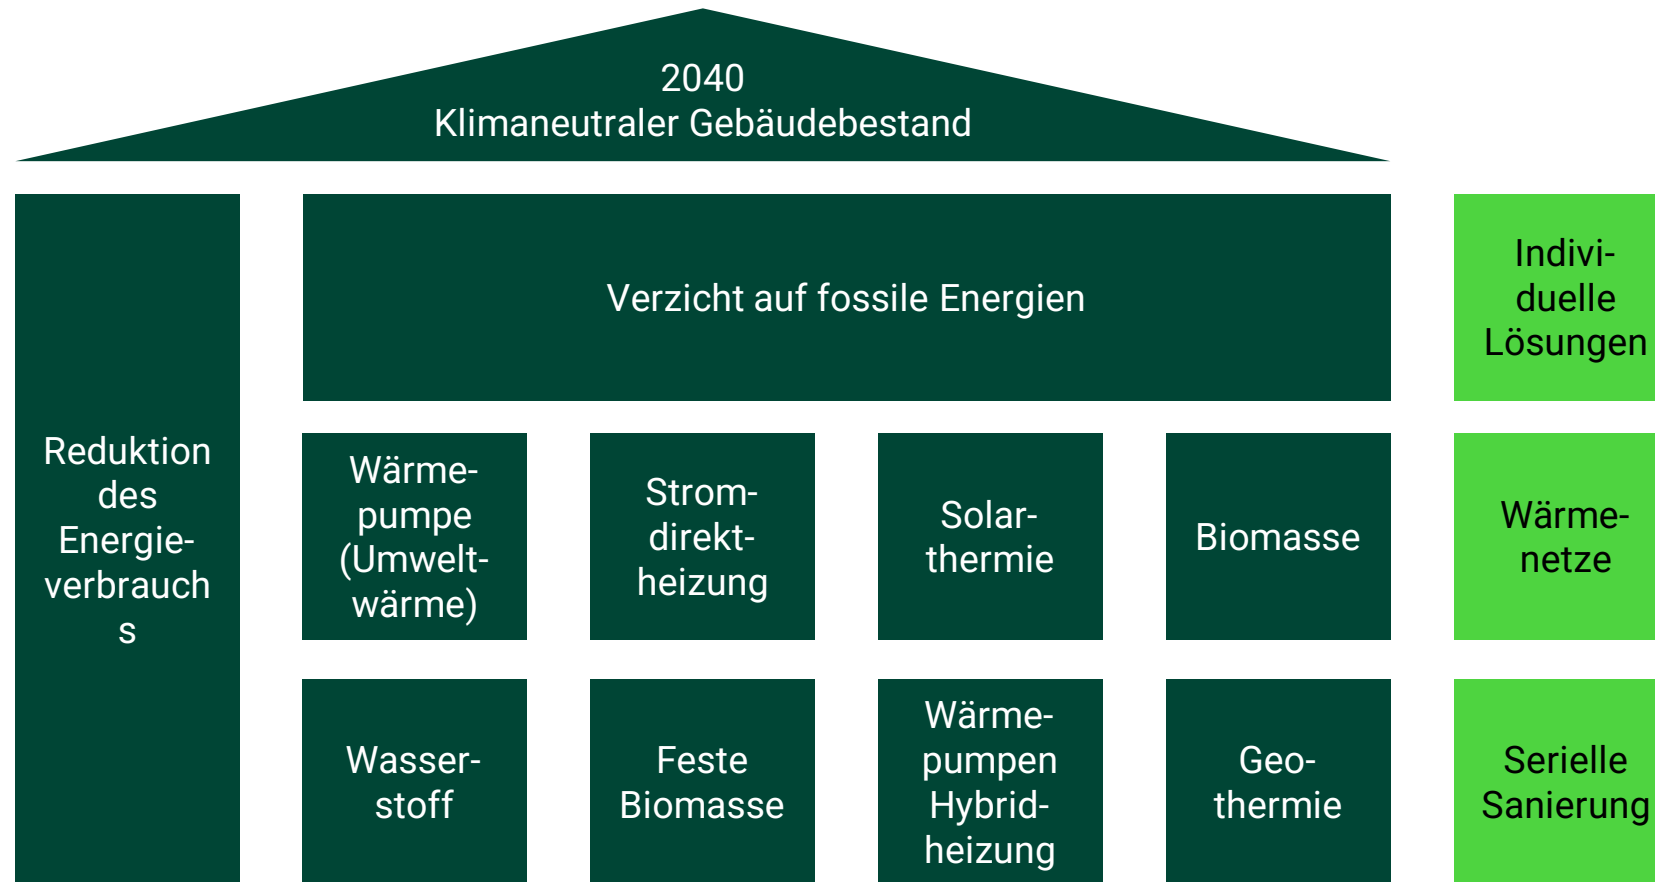 2040
Klimaneutraler Gebäudebestand
Reduktion
des
Energie-
verbrauch
s
Verzicht auf fossile Energien
Indivi-
duelle
Lösungen
Wärme-
pumpe
(Umwelt-
wärme)
Strom-
direkt-
heizung
Solar-
thermie
Biomasse
Wärme-
netze
Wasser-
stoff
Feste
Biomasse
Wärme-
pumpen
Hybrid-
heizung
Geo-
thermie
Serielle
Sanierung